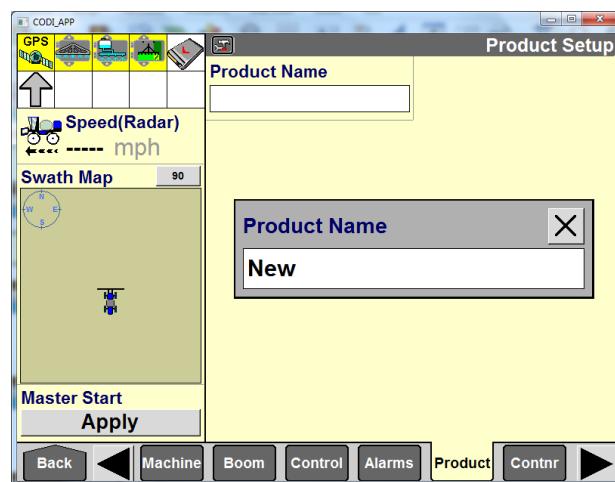 CODI_APP
GPS
Product Setup
Product Name
Speed(Radar)
----- mph
Swath Map 90
N
W E
S
Product Name
New
Master Start
Apply
Back Machine Boom Control Alarms Product Contnr